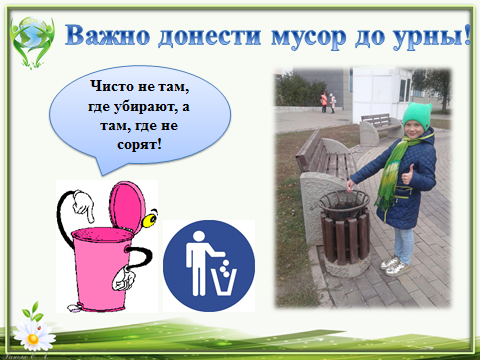 Важно донести мусор до урны!
Чисто не там,
где убирают, а
там, где не
сорят!